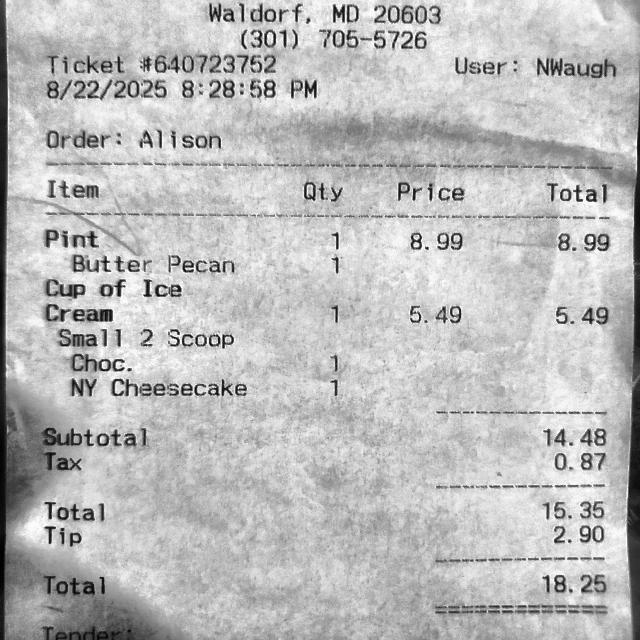 Waldorf, MD 20603
(301) 705-5726
Ticket #640723752 User: NWaugh
8/22/2025 8:28:58 PM
Order: Alison
Item Qty Price Total
Pint 1 8.99 8.99
Butter Pecan 1
Cup of Ice
Cream 1 5.49 5.49
Small 2 Scoop
Choc. 1
NY Cheesecake 1
Subtotal 14.48
Tax 0.87
Total 15.35
Tip 2.90
Total 18.25
Tender: